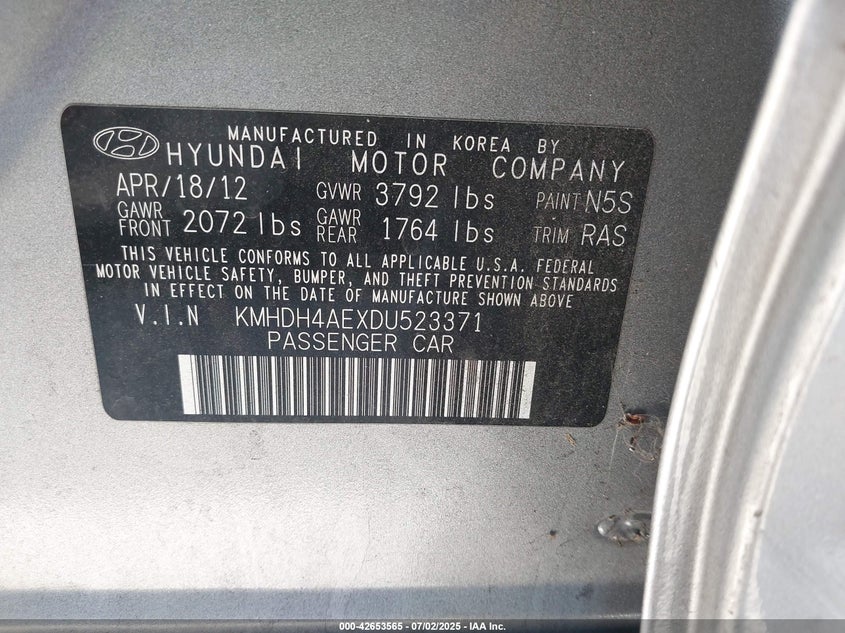 MANUFACTURED IN KOREA BY
HYUNDAI MOTOR COMPANY
APR/18/12 GVWR 3792 lbs PAINT N5S
GAWR FRONT 2072 lbs GAWR REAR 1764 lbs TRIM RAS
THIS VEHICLE CONFORMS TO ALL APPLICABLE U.S.A. FEDERAL
MOTOR VEHICLE SAFETY, BUMPER, AND THEFT PREVENTION STANDARDS
IN EFFECT ON THE DATE OF MANUFACTURE SHOWN ABOVE
V.I.N KMHDH4AEXDU523371
PASSENGER CAR
000-42653565 - 07/02/2025 - IAA Inc.